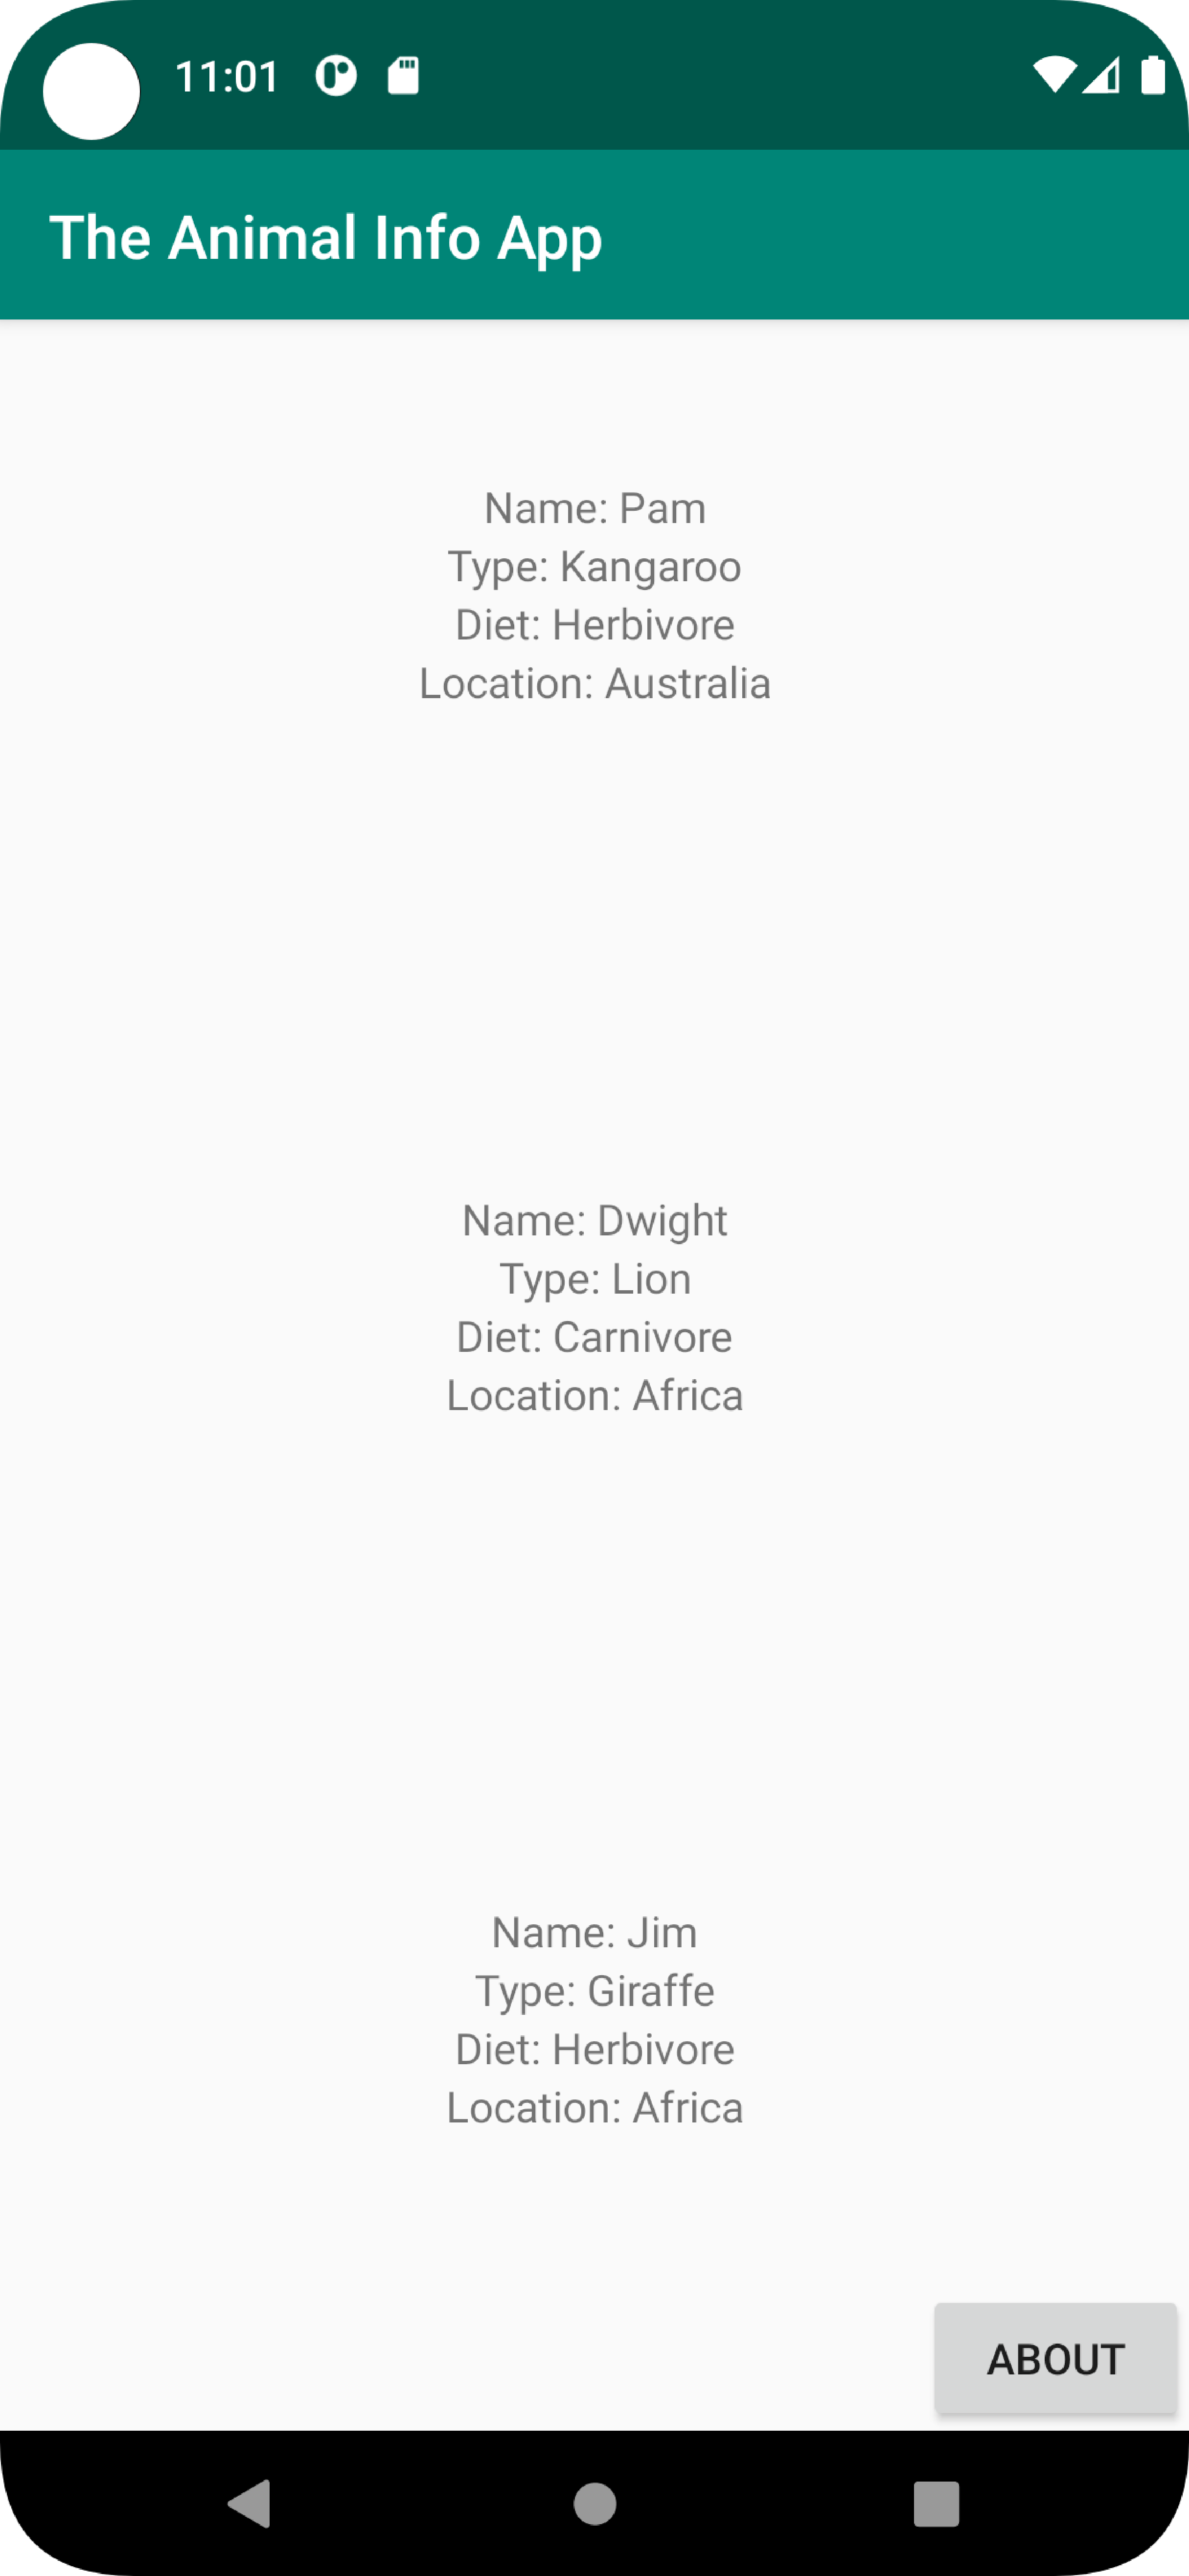 11:01
The Animal Info App
Name: Pam
Type: Kangaroo
Diet: Herbivore
Location: Australia
Name: Dwight
Type: Lion
Diet: Carnivore
Location: Africa
Name: Jim
Type: Giraffe
Diet: Herbivore
Location: Africa
ABOUT